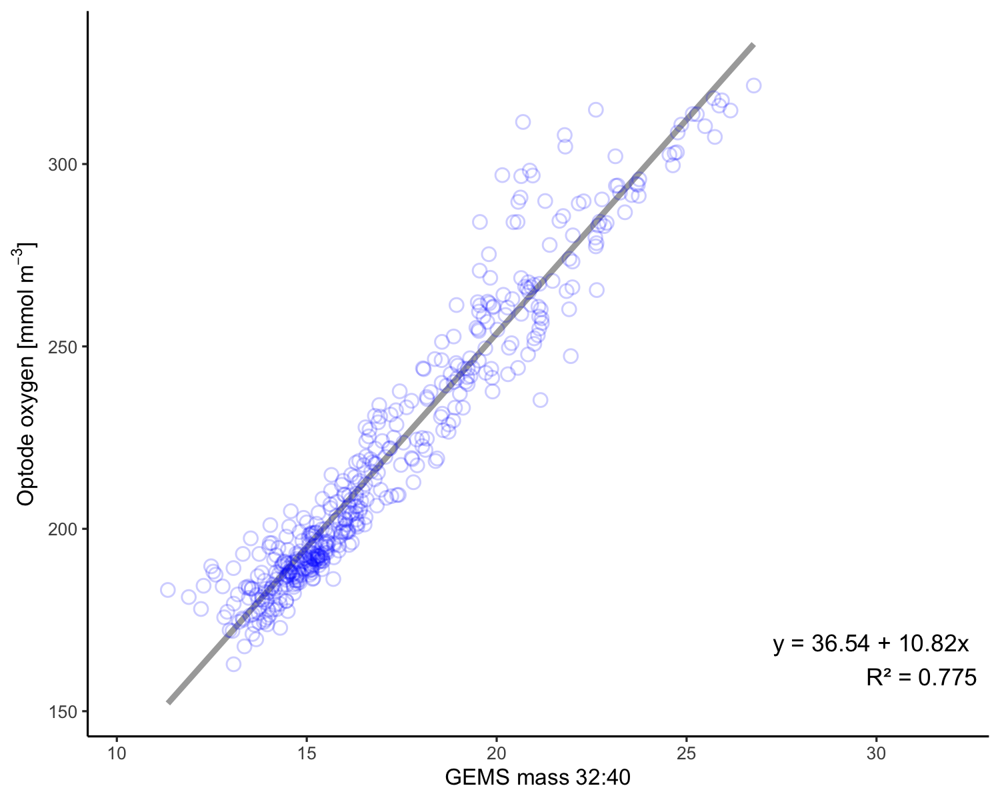 Optode oxygen [mmol m⁻³]
300
250
200
150
y = 36.54 + 10.82x
R² = 0.775
10 15 20 25 30
GEMS mass 32:40